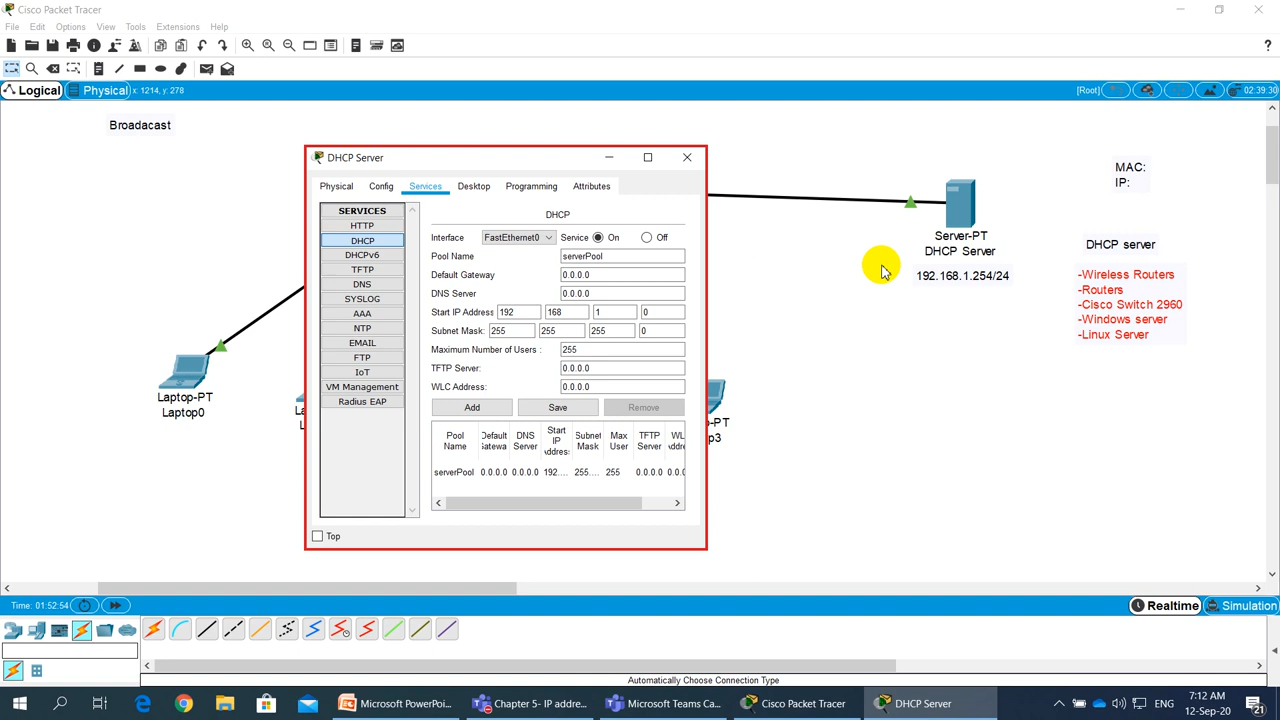 Cisco Packet Tracer
File Edit Options View Tools Extensions Help
?
Logical Physical x: 1214, y: 278 [Root] 02:39:30
Broadacast
MAC:
IP:
Server-PT
DHCP Server
192.168.1.254/24
DHCP server
-Wireless Routers
-Routers
-Cisco Switch 2960
-Windows server
-Linux Server
Laptop-PT
Laptop0
-PT
p3
DHCP Server
Physical Config Services Desktop Programming Attributes
SERVICES
HTTP
DHCP
DHCPv6
TFTP
DNS
SYSLOG
AAA
NTP
EMAIL
FTP
IoT
VM Management
Radius EAP
DHCP
Interface FastEthernet0 Service On Off
Pool Name serverPool
Default Gateway 0.0.0.0
DNS Server 0.0.0.0
Start IP Address 192 168 1 0
Subnet Mask: 255 255 255 0
Maximum Number of Users : 255
TFTP Server: 0.0.0.0
WLC Address: 0.0.0.0
Add Save Remove
Pool Name Default Gatewa DNS Server Start IP Addres Subnet Mask Max User TFTP Server WL Addr
serverPool 0.0.0.0 0.0.0.0 192.... 255.... 255 0.0.0.0 0.0.0
Top
Time: 01:52:54 Realtime Simulation
Automatically Choose Connection Type
Microsoft PowerPoi... Chapter 5- IP addre... Microsoft Teams Ca... Cisco Packet Tracer DHCP Server ENG 7:12 AM
12-Sep-20 21